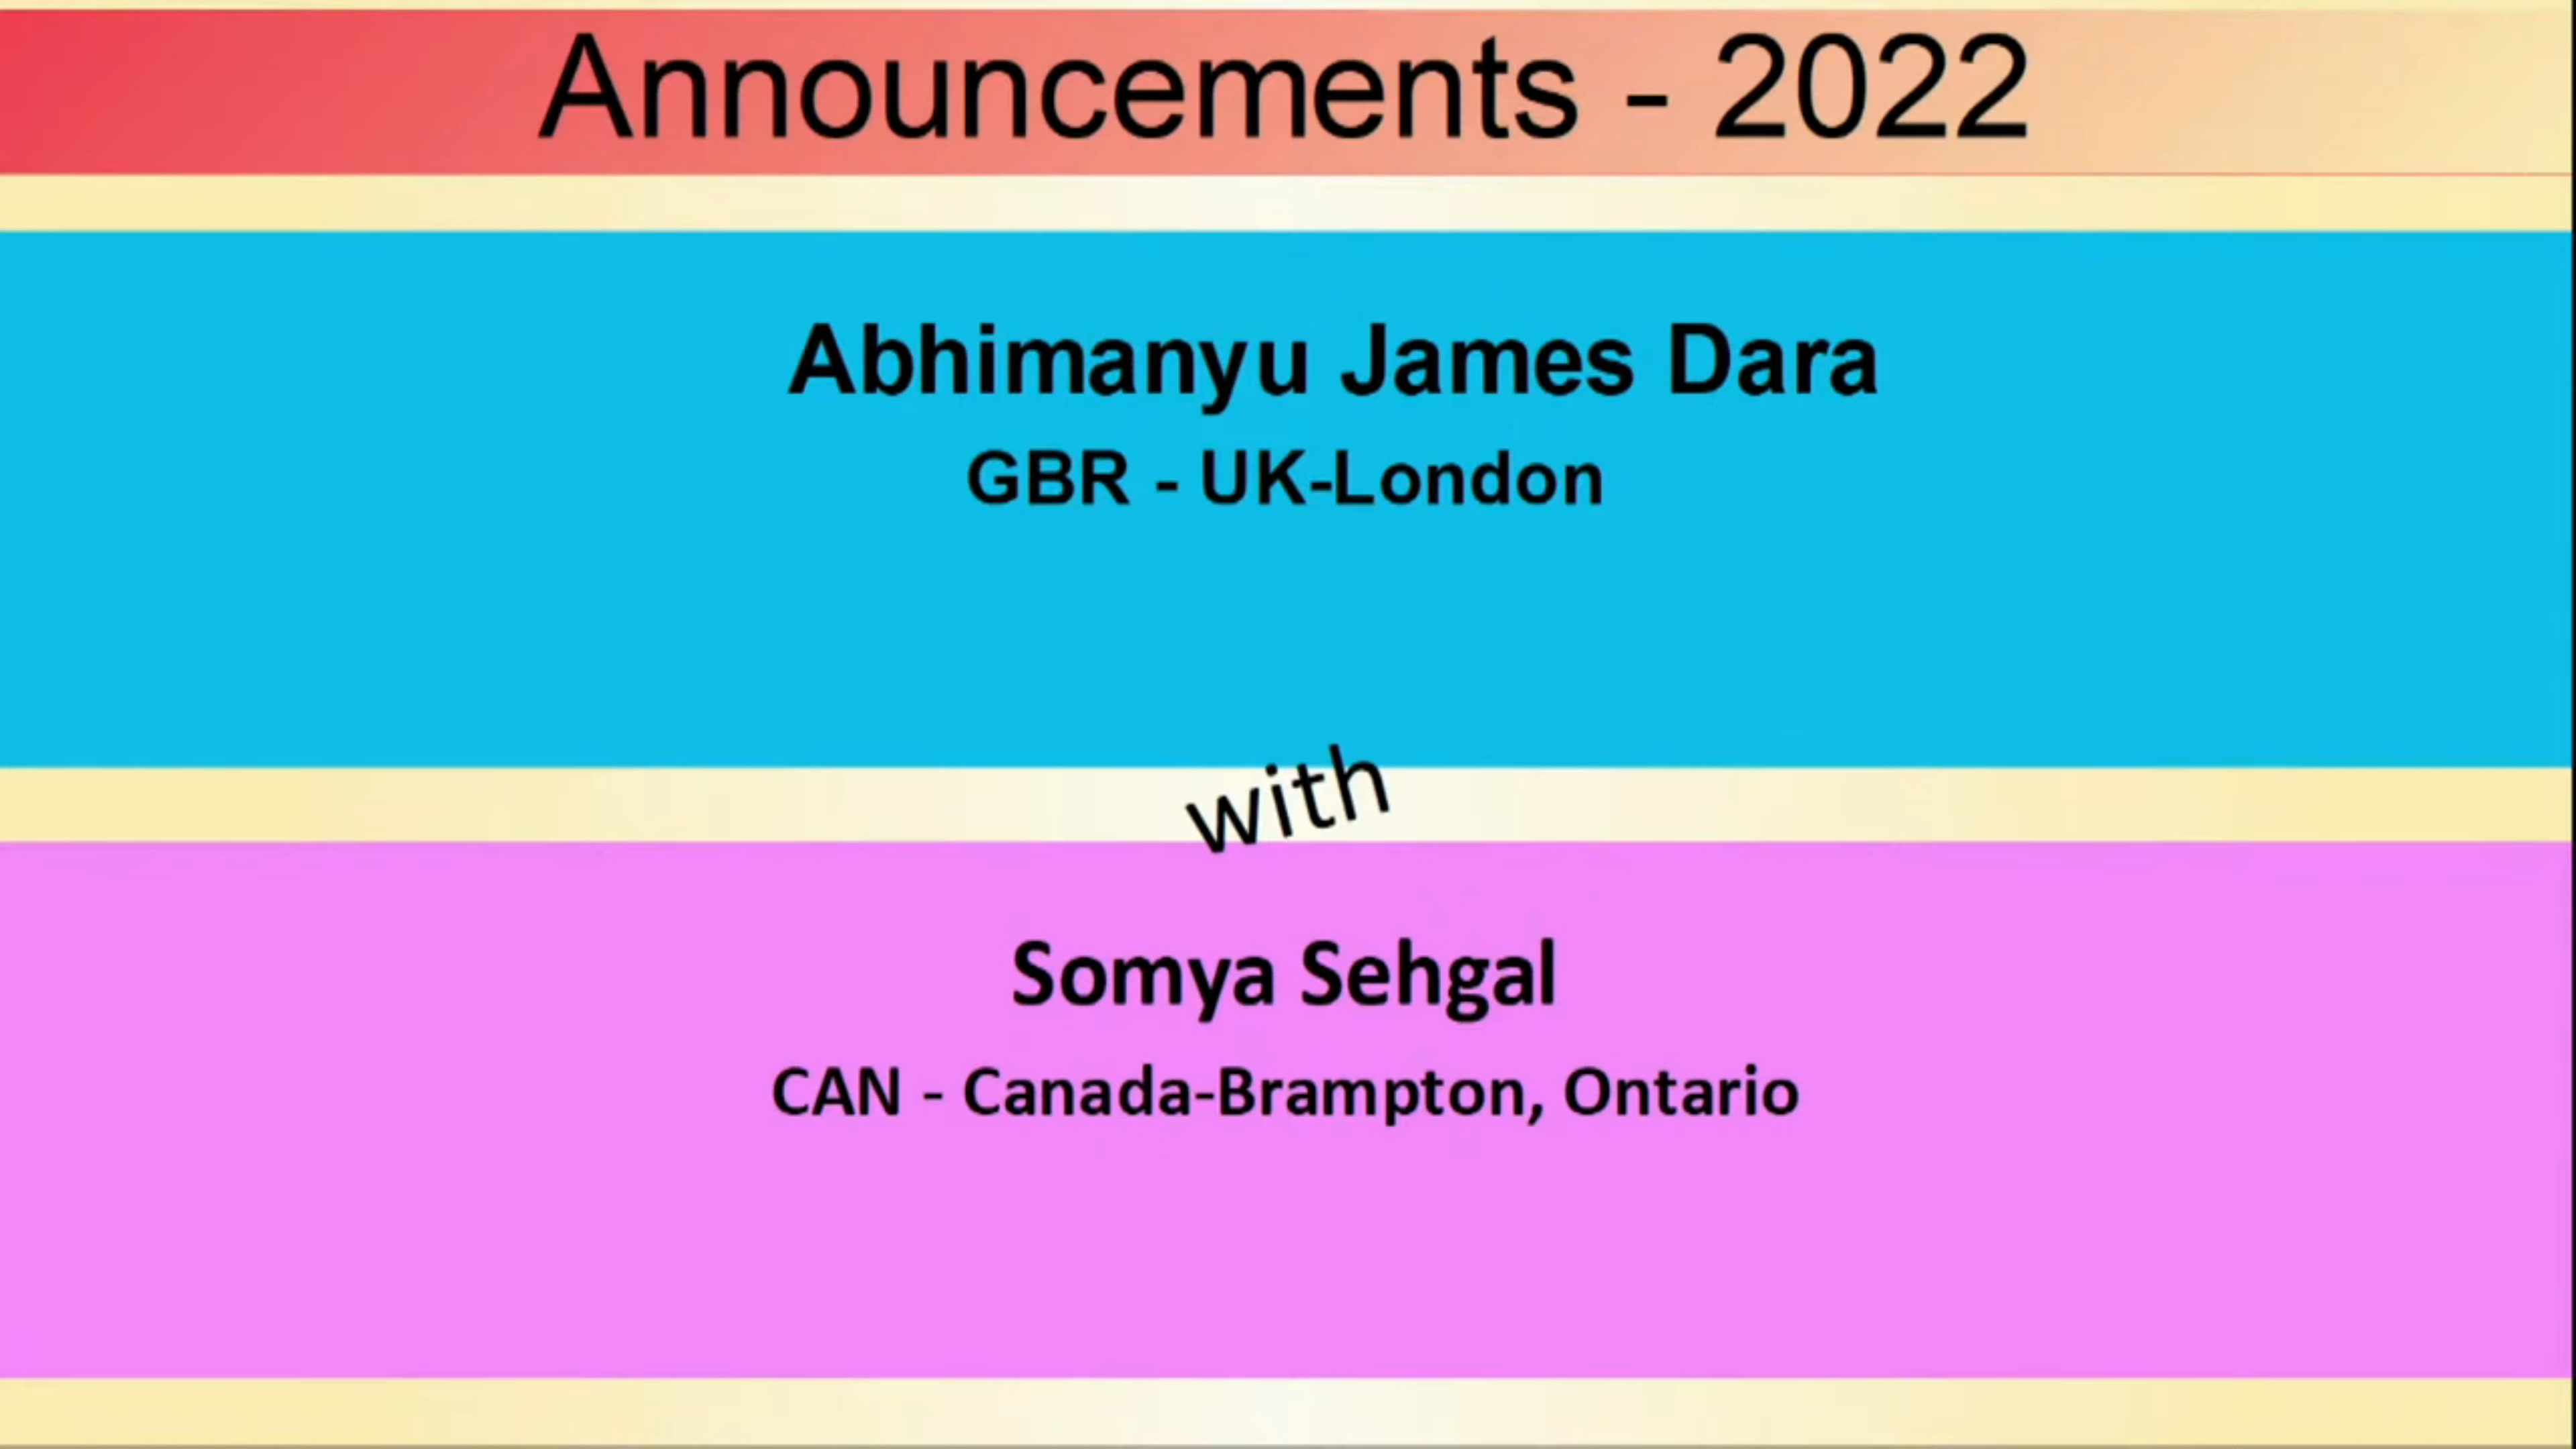 Announcements - 2022
Abhimanyu James Dara
GBR - UK-London
with
Somya Sehgal
CAN - Canada-Brampton, Ontario